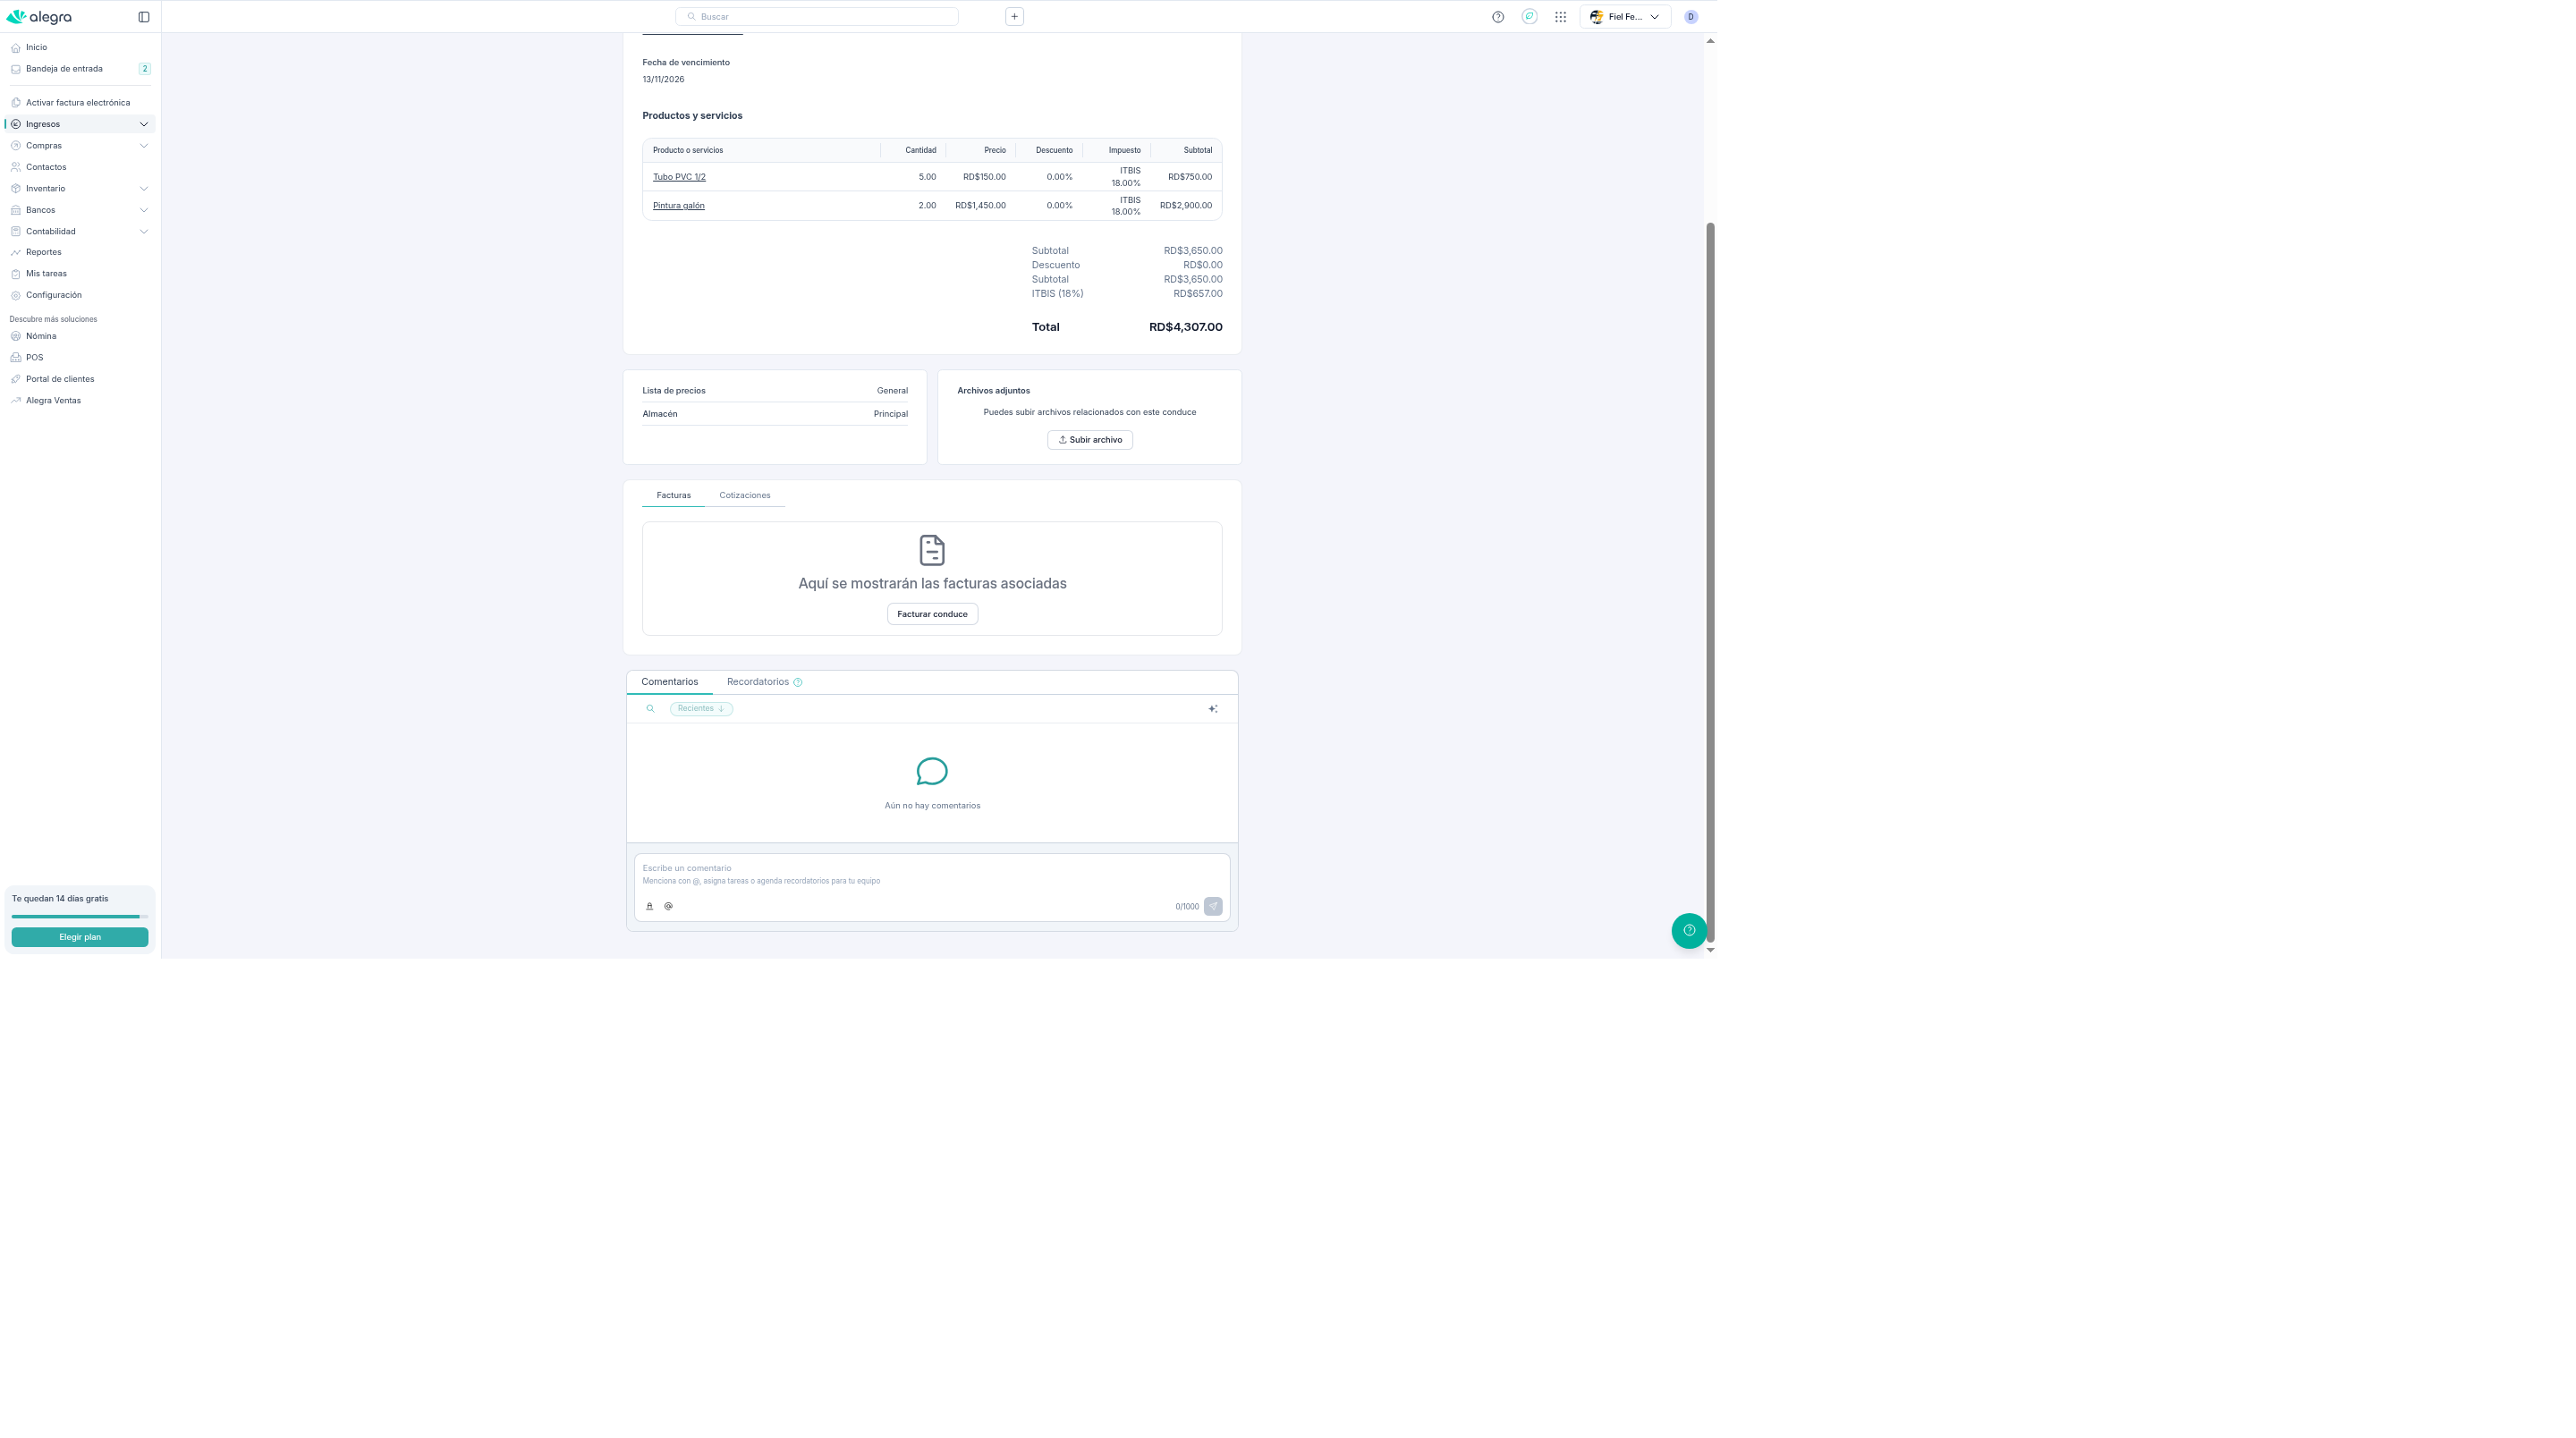 alegra
Buscar
Fiel Fe...
D
Inicio
Bandeja de entrada 2
Activar factura electrónica
Ingresos
Compras
Contactos
Inventario
Bancos
Contabilidad
Reportes
Mis tareas
Configuración
Descubre más soluciones
Nómina
POS
Portal de clientes
Alegra Ventas
Te quedan 14 días gratis
Elegir plan
Fecha de vencimiento
13/11/2026
Productos y servicios
Producto o servicios Cantidad Precio Descuento Impuesto Subtotal
Tubo PVC 1/2 5.00 RD$150.00 0.00% ITBIS 18.00% RD$750.00
Pintura galón 2.00 RD$1,450.00 0.00% ITBIS 18.00% RD$2,900.00
Subtotal RD$3,650.00
Descuento RD$0.00
Subtotal RD$3,650.00
ITBIS (18%) RD$657.00
Total RD$4,307.00
Lista de precios General
Almacén Principal
Archivos adjuntos
Puedes subir archivos relacionados con este conduce
Subir archivo
Facturas Cotizaciones
Aquí se mostrarán las facturas asociadas
Facturar conduce
Comentarios Recordatorios
Recientes
Aún no hay comentarios
Escribe un comentario
Menciona con @, asigna tareas o agenda recordatorios para tu equipo
0/1000